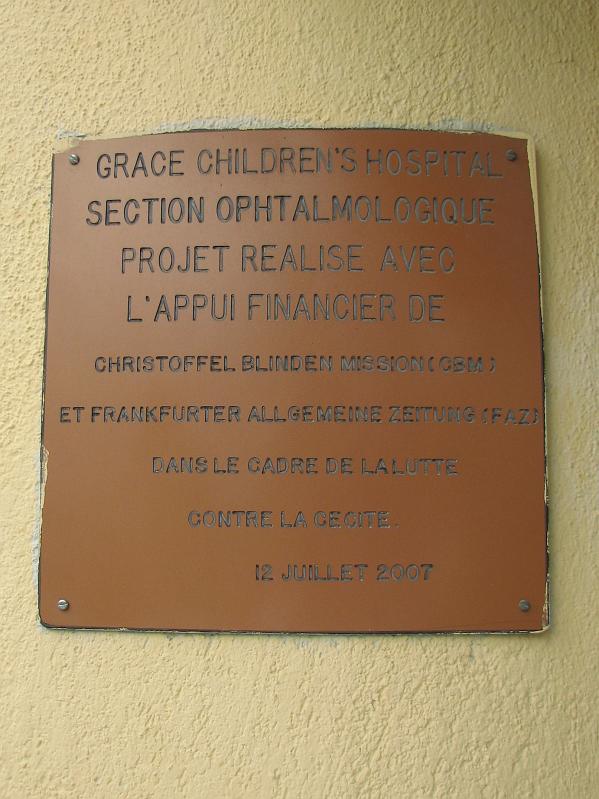 GRACE CHILDREN'S HOSPITAL
SECTION OPHTALMOLOGIQUE
PROJET REALISE AVEC
L'APPUI FINANCIER DE
CHRISTOFFEL BLINDEN MISSION (CBM)
ET FRANKFURTER ALLGEMEINE ZEITUNG (FAZ)
DANS LE CADRE DE LA LUTTE
CONTRE LA CECITE.
12 JUILLET 2007